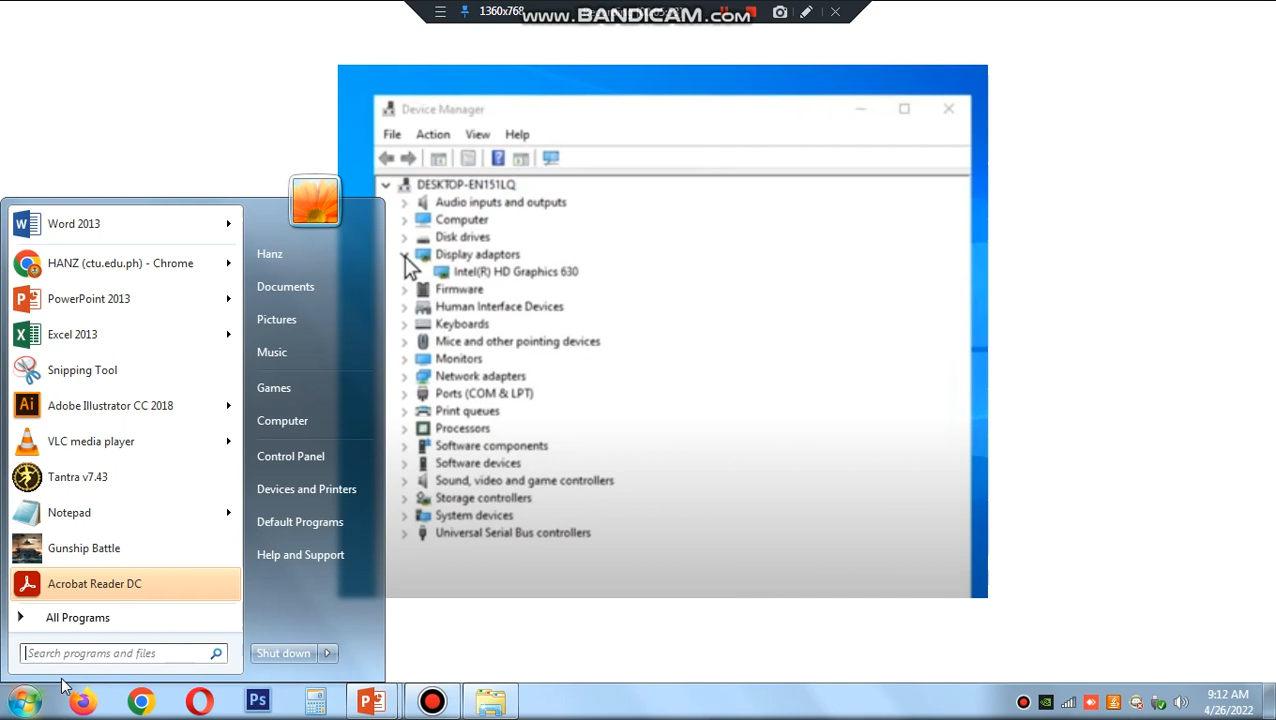 1360x768
www.BANDICAM.com
Device Manager
File Action View Help
DESKTOP-EN151LQ
Audio inputs and outputs
Computer
Disk drives
Display adaptors
Intel(R) HD Graphics 630
Firmware
Human Interface Devices
Keyboards
Mice and other pointing devices
Monitors
Network adapters
Ports (COM & LPT)
Print queues
Processors
Software components
Software devices
Sound, video and game controllers
Storage controllers
System devices
Universal Serial Bus controllers
Word 2013
HANZ (ctu.edu.ph) - Chrome
PowerPoint 2013
Excel 2013
Snipping Tool
Adobe Illustrator CC 2018
VLC media player
Tantra v7.43
Notepad
Gunship Battle
Acrobat Reader DC
All Programs
Search programs and files
Hanz
Documents
Pictures
Music
Games
Computer
Control Panel
Devices and Printers
Default Programs
Help and Support
Shut down
Ps
9:12 AM
4/26/2022